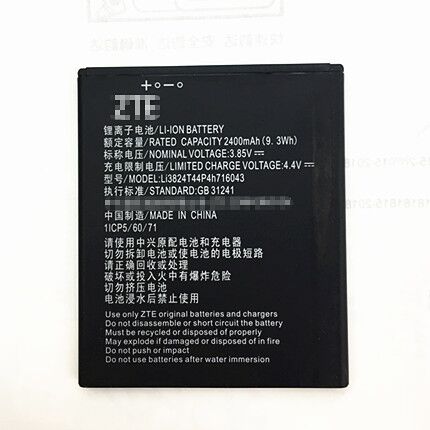 ZTE
锂离子电池/LI-ION BATTERY
额定容量/RATED CAPACITY 2400mAh(9.3Wh)
标称电压/NOMINAL VOLTAGE:3.85V
充电限制电压/LIMITED CHARGE VOLTAGE:4.4V
型号/MODEL:Li3824T44P4h716043
执行标准/STANDARD:GB31241
中国制造/MADE IN CHINA
1ICP5/60/71
请使用中兴原配电池和充电器
切勿拆卸电池或使电池的电极短路
请正确回收或处理
破坏或投入火中有爆炸危险
切勿挤压电池
电池浸水后禁止使用
Use only ZTE original batteries and chargers
Do not disassemble or short circuit the battery
Must be recycled or disposed of properly
May explode if damaged or disposed of in fire
Do not push or impact
Do not use batteries after water immersion